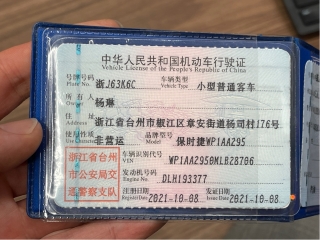 中华人民共和国机动车行驶证
Vehicle License of the People's Republic of China
号牌号码 浙J63K6C 车辆类型 小型普通客车
Plate No. Vehicle Type
所有人 杨琳
Owner
住址 浙江省台州市椒江区章安街道杨司村176号
Address
使用性质 非营运 品牌型号 保时捷WP1AA295
Use Character Model
浙江省台州 车辆识别代号 WP1AA2950MLB28706
VIN
市公安局交 发动机号码 DLH193377
Engine No.
通警察支队 注册日期 2021-10-08 发证日期 2021-10-08
Register Date Issue Date